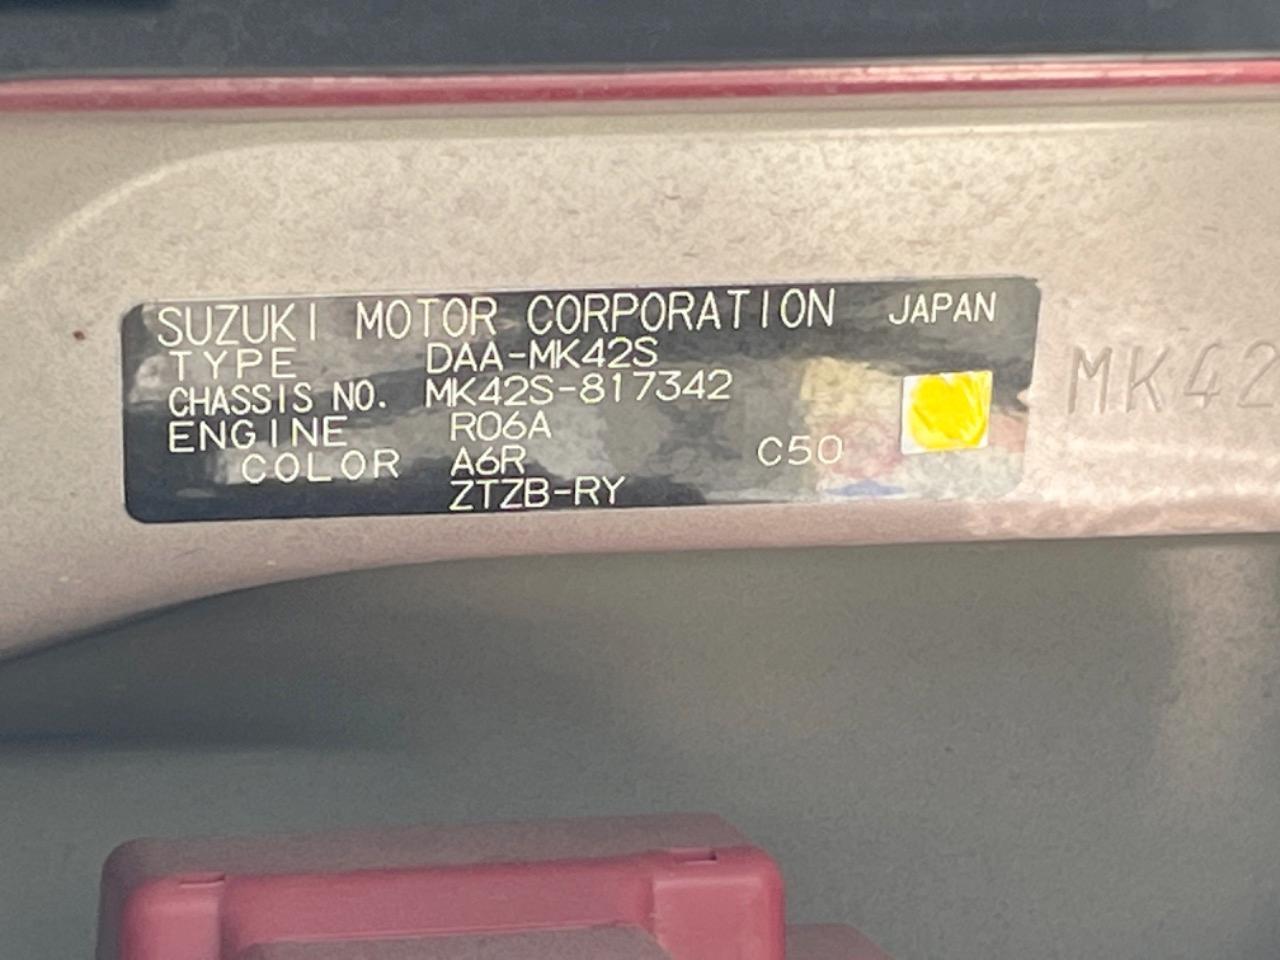 SUZUKI MOTOR CORPORATION JAPAN
TYPE DAA-MK42S
CHASSIS NO. MK42S-817342
ENGINE R06A
COLOR A6R C50
ZTZB-RY
MK42